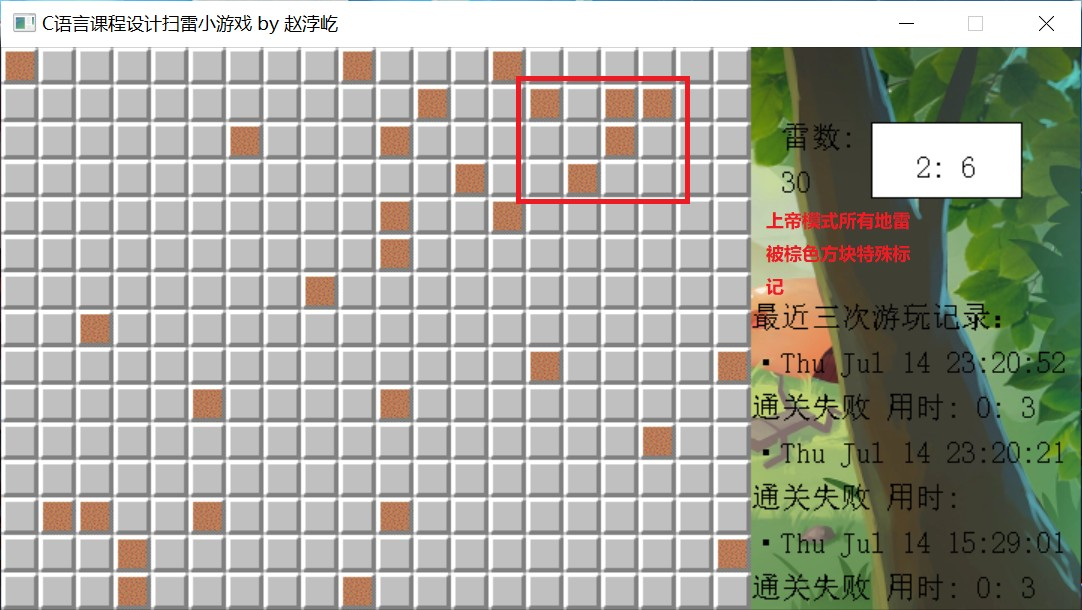 C语言课程设计扫雷小游戏 by 赵浡屹
雷数:
30
2: 6
上帝模式所有地雷
被棕色方块特殊标
记
最近三次游玩记录:
·Thu Jul 14 23:20:52
通关失败 用时: 0: 3
·Thu Jul 14 23:20:21
通关失败 用时:
·Thu Jul 14 15:29:01
通关失败 用时: 0: 3